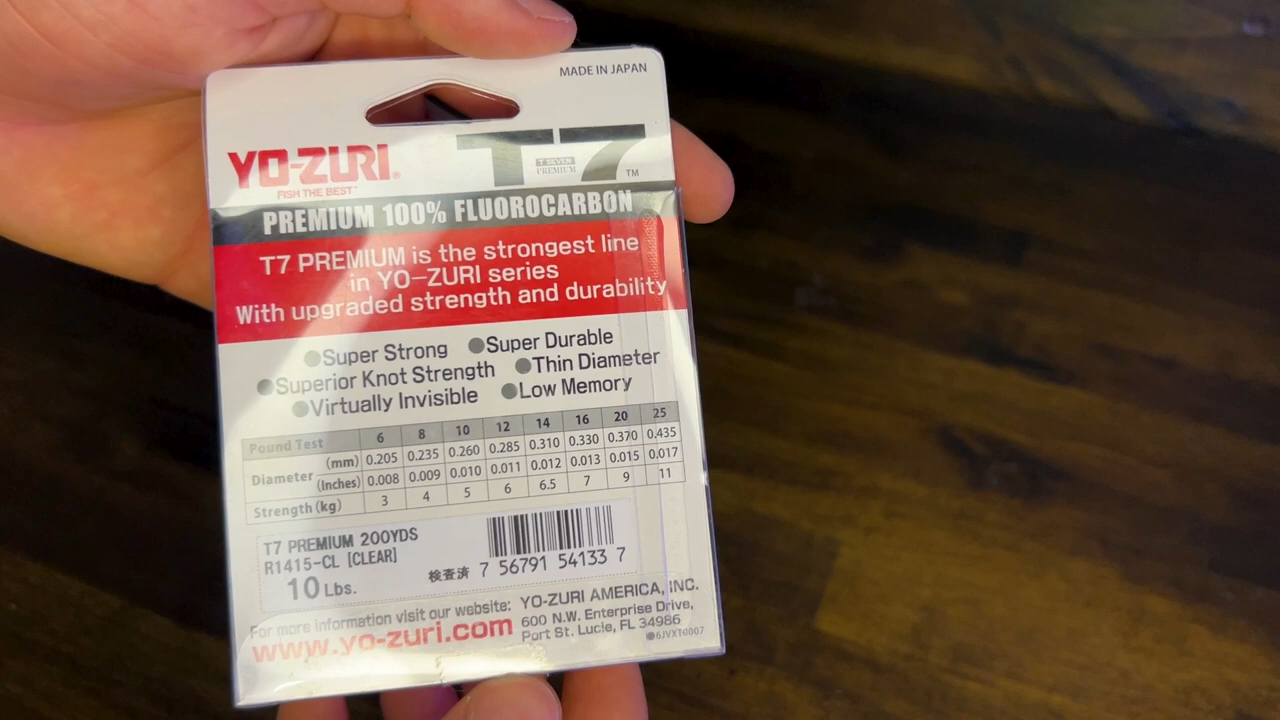 MADE IN JAPAN
YO-ZURI®
FISH THE BEST™
T7™
T SEVEN
PREMIUM
PREMIUM 100% FLUOROCARBON
T7 PREMIUM is the strongest line
in YO-ZURI series
With upgraded strength and durability
●Super Strong ●Super Durable
●Superior Knot Strength ●Thin Diameter
●Virtually Invisible ●Low Memory
Pound Test 6 8 10 12 14 16 20 25
Diameter (mm) 0.205 0.235 0.260 0.285 0.310 0.330 0.370 0.435
(Inches) 0.008 0.009 0.010 0.011 0.012 0.013 0.015 0.017
Strength (kg) 3 4 5 6 6.5 7 9 11
T7 PREMIUM 200YDS
R1415-CL [CLEAR]
10 Lbs.
検査済 7 56791 54133 7
For more information visit our website:
www.yo-zuri.com
YO-ZURI AMERICA, INC.
600 N.W. Enterprise Drive,
Port St. Lucie, FL 34986
●6JVXT0007